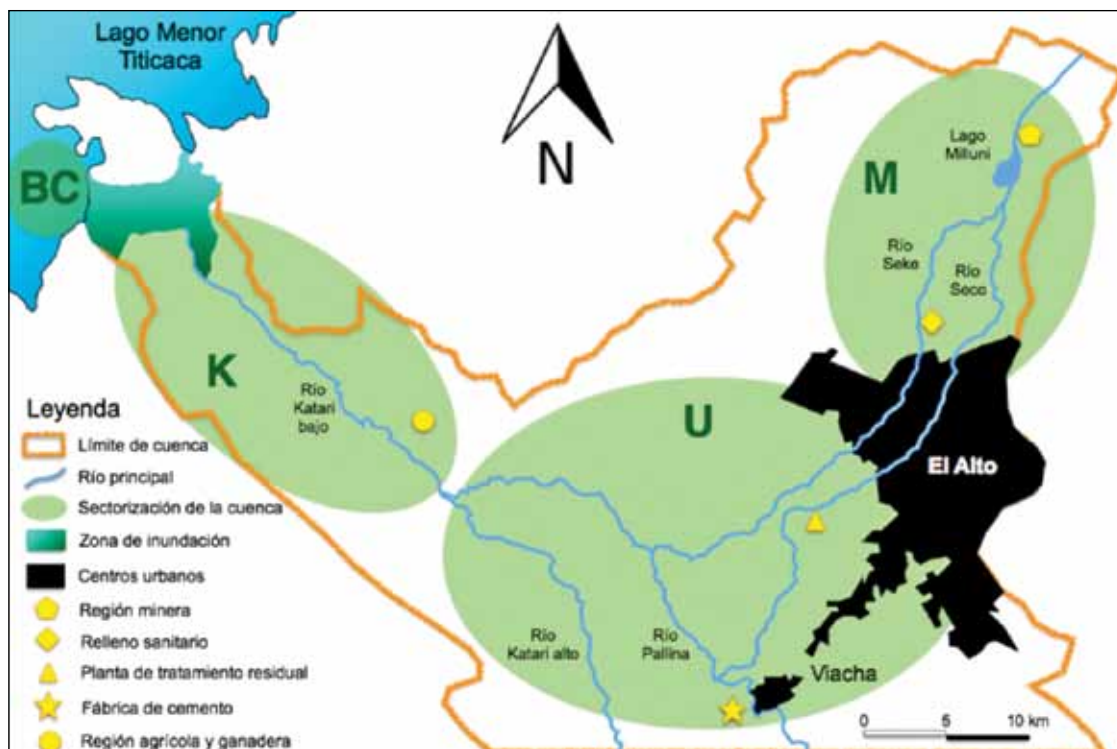 Lago Menor
Titicaca
BC
N
Lago
Milluni
M
Río
Seke
Río
Seco
K
Río
Katari
bajo
U
El Alto
Río
Katari alto
Río
Pallina
Viacha
0 5 10 km
Leyenda
Límite de cuenca
Río principal
Sectorización de la cuenca
Zona de inundación
Centros urbanos
Región minera
Relleno sanitario
Planta de tratamiento residual
Fábrica de cemento
Región agrícola y ganadera